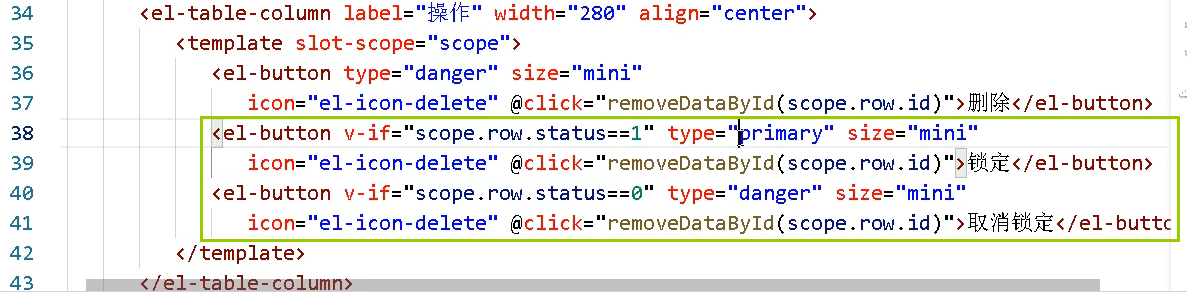 34 <el-table-column label="操作" width="280" align="center">
35 <template slot-scope="scope">
36 <el-button type="danger" size="mini"
37 icon="el-icon-delete" @click="removeDataById(scope.row.id)">删除</el-button>
38 <el-button v-if="scope.row.status==1" type="primary" size="mini"
39 icon="el-icon-delete" @click="removeDataById(scope.row.id)">锁定</el-button>
40 <el-button v-if="scope.row.status==0" type="danger" size="mini"
41 icon="el-icon-delete" @click="removeDataById(scope.row.id)">取消锁定</el-butto
42 </template>
43 </el-table-column>